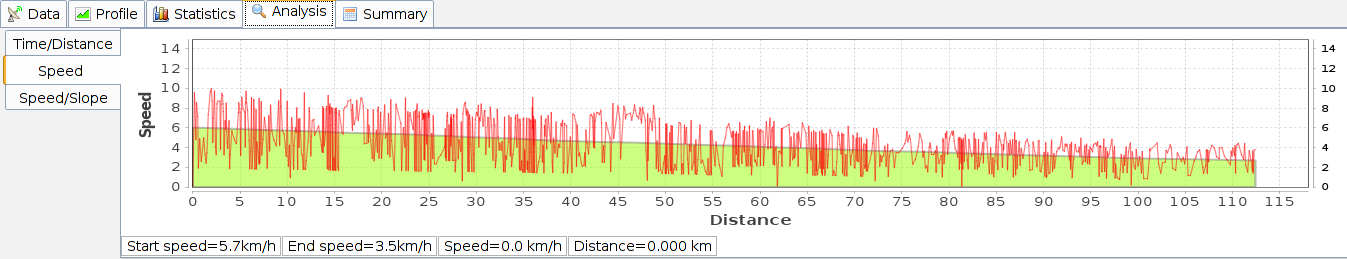 Data Profile Statistics Analysis Summary
Time/Distance
Speed
Speed/Slope
Speed
14
12
10
8
6
4
2
0
14
12
10
8
6
4
2
0
0 5 10 15 20 25 30 35 40 45 50 55 60 65 70 75 80 85 90 95 100 105 110 115
Distance
Start speed=5.7km/h End speed=3.5km/h Speed=0.0 km/h Distance=0.000 km